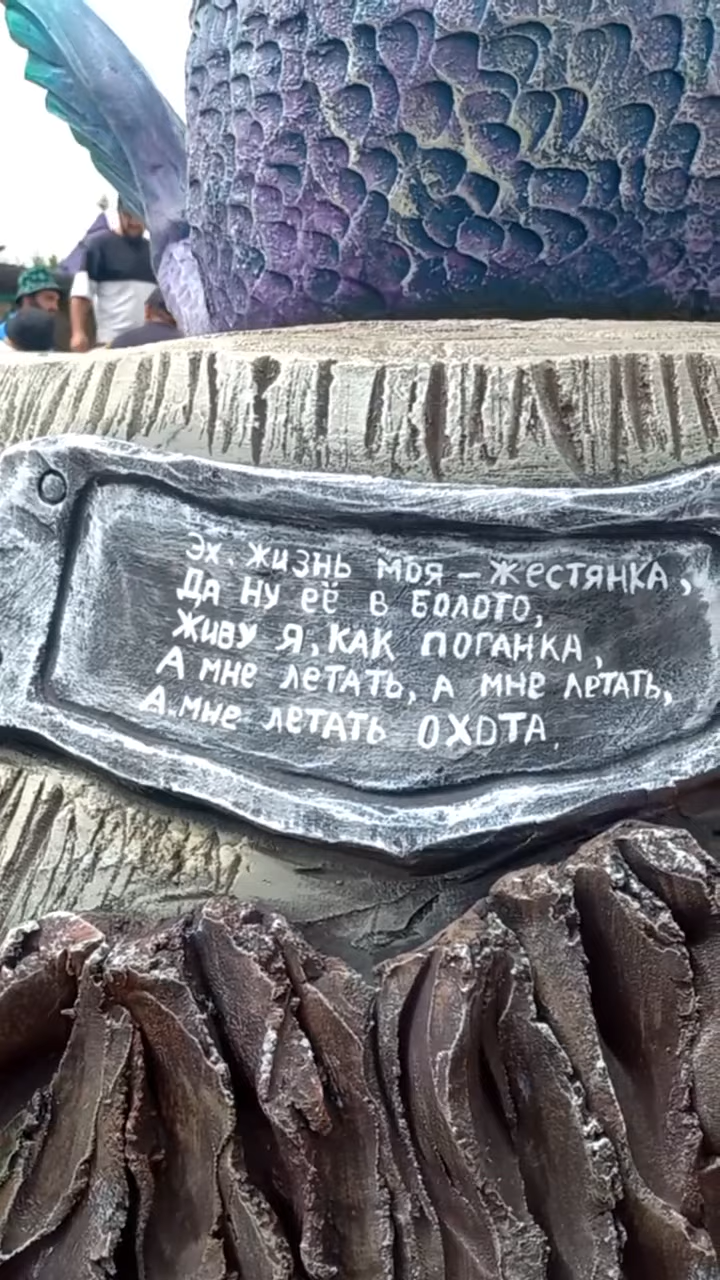 Эх. жизнь моя – жестянка,
Да ну её в болото,
Живу я, как поганка,
А мне летать, а мне летать,
А.мне летать охота.